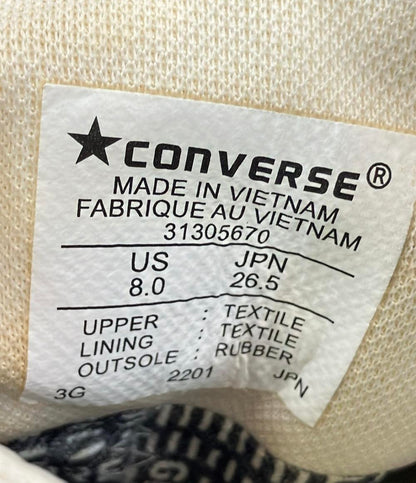 ★CONVERSE®
MADE IN VIETNAM
FABRIQUE AU VIETNAM
31305670
US JPN
8.0 26.5
UPPER : TEXTILE
LINING : TEXTILE
OUTSOLE : RUBBER
3G 2201 JPN